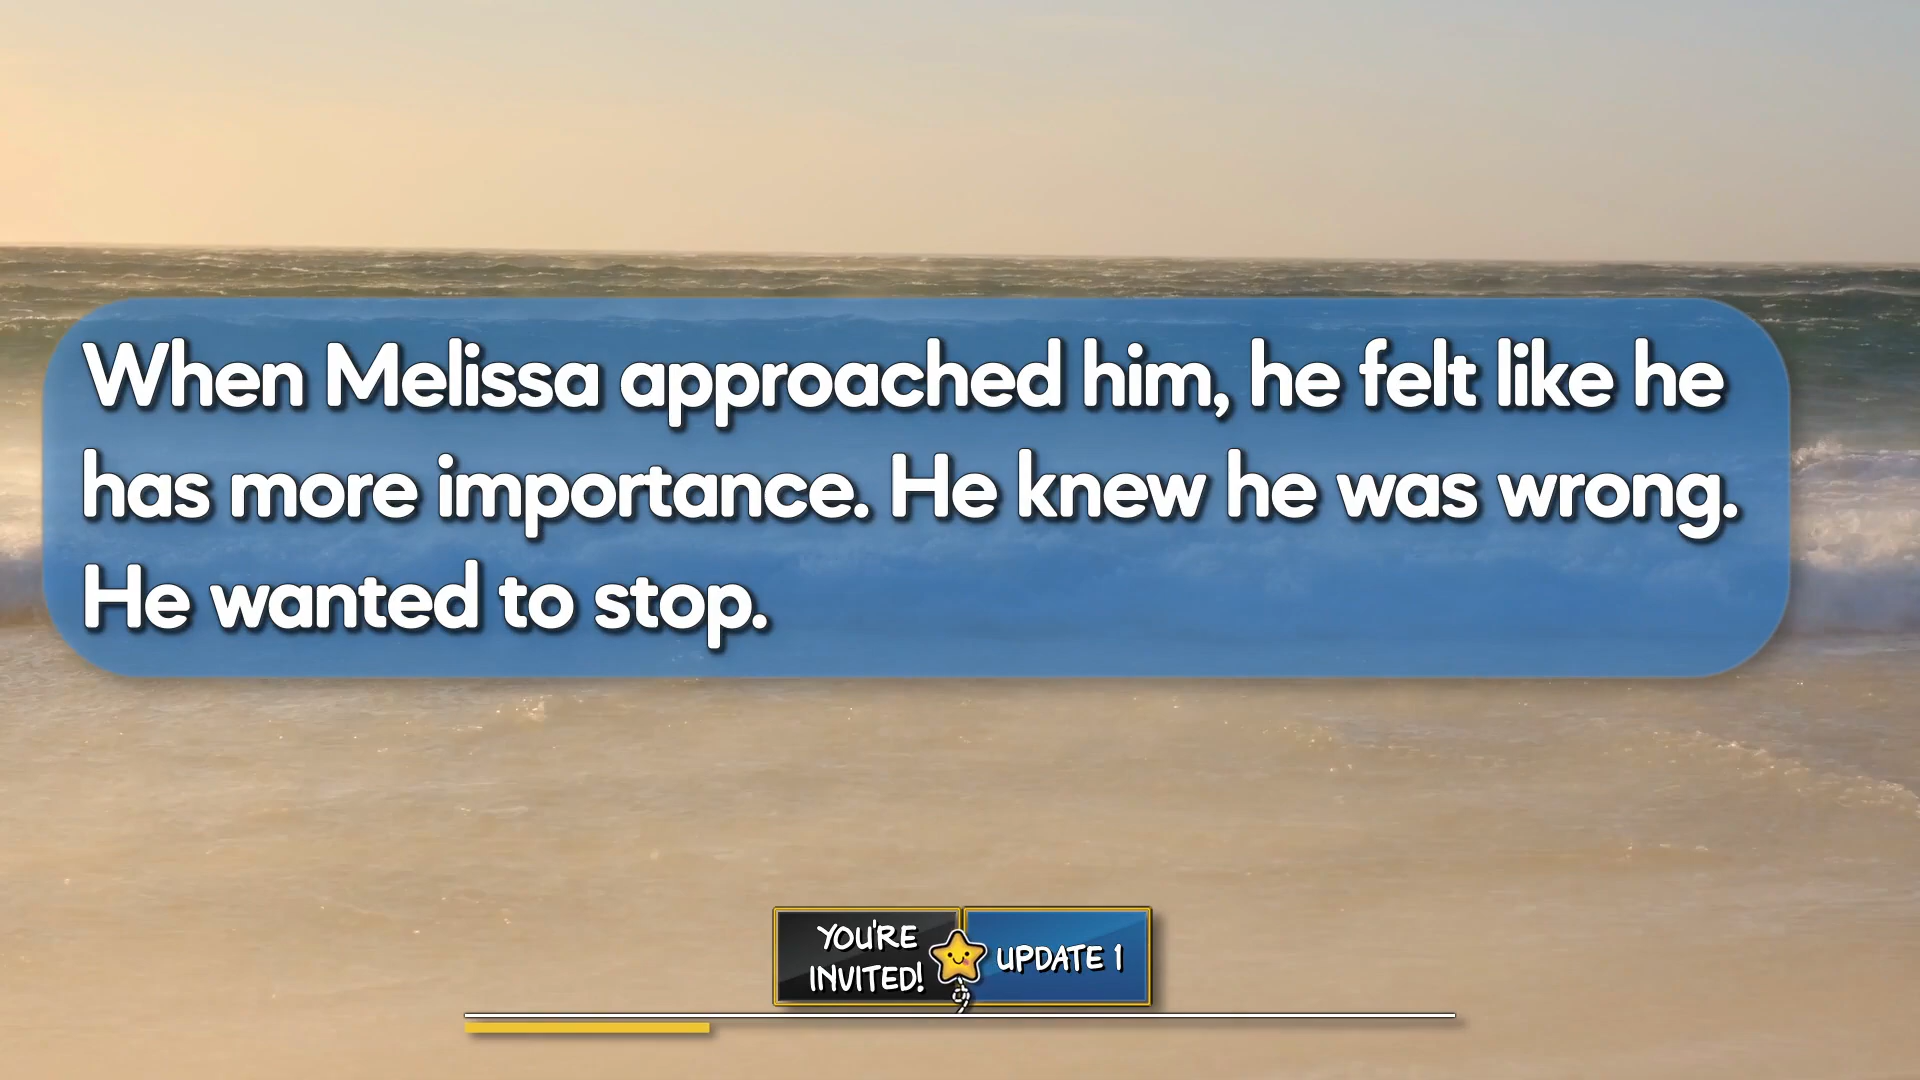 When Melissa approached him, he felt like he
has more importance. He knew he was wrong.
He wanted to stop.
YOU'RE
INVITED!
UPDATE 1